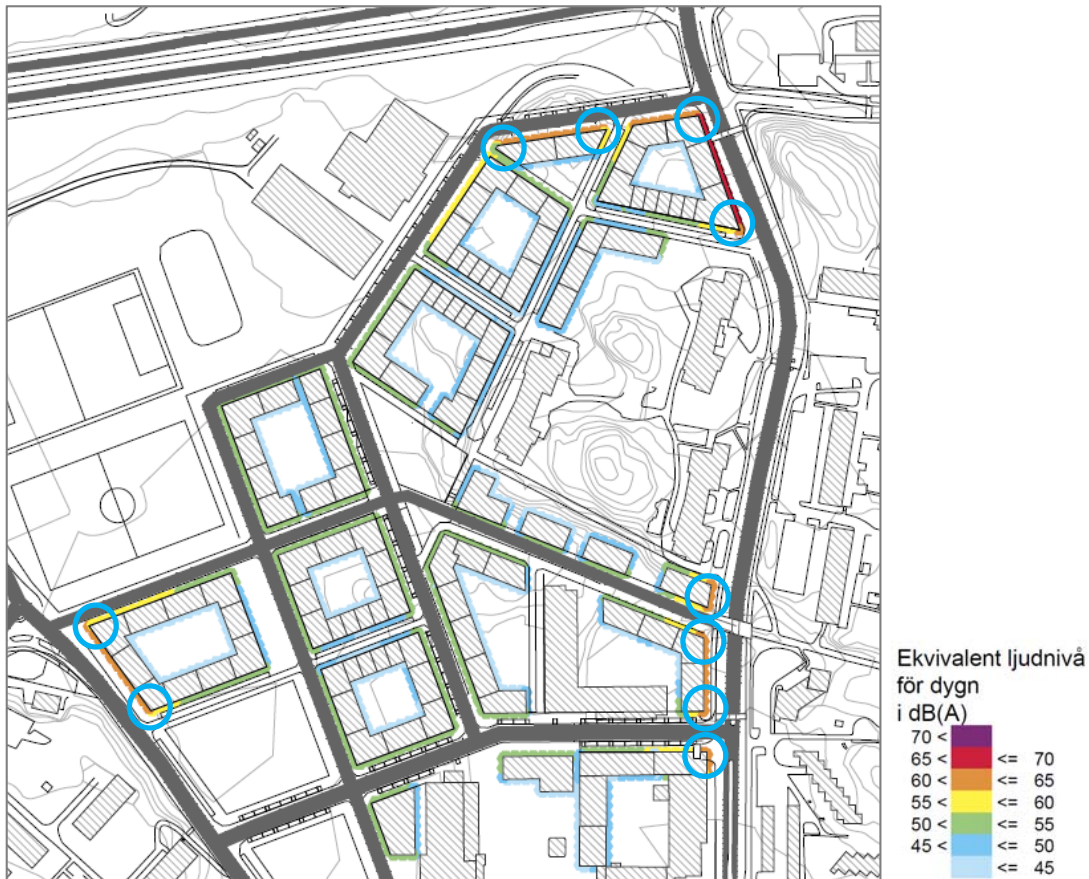 Ekvivalent ljudnivå
för dygn
i dB(A)
70 <
65 < <= 70
60 < <= 65
55 < <= 60
50 < <= 55
45 < <= 50
<= 45